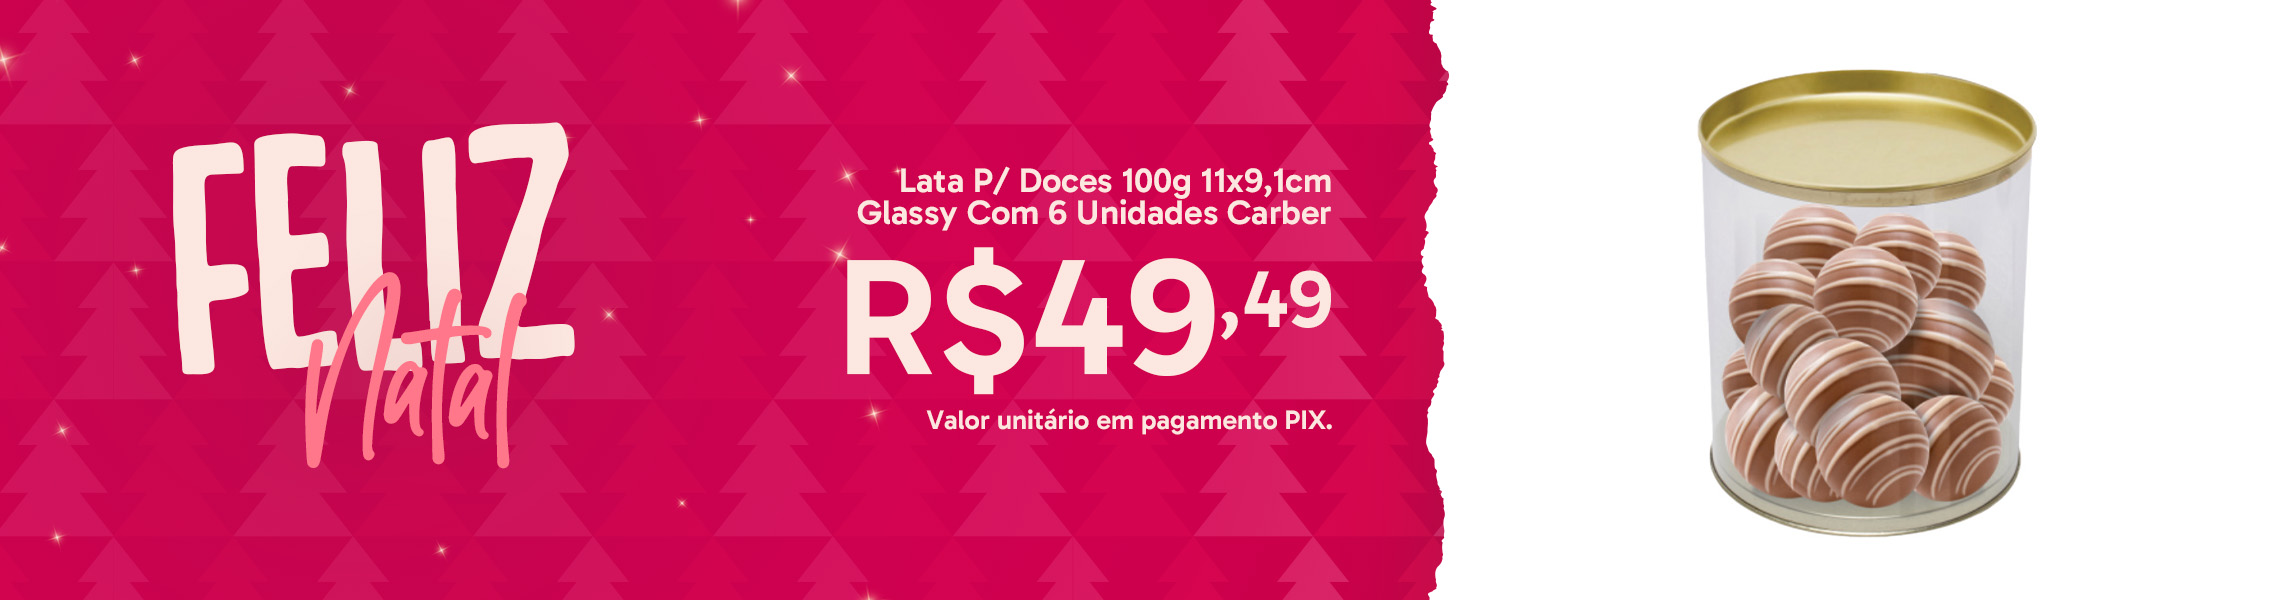 FELIZ
Natal
Lata P/ Doces 100g 11x9,1cm
Glassy Com 6 Unidades Carber
R$49,49
Valor unitário em pagamento PIX.